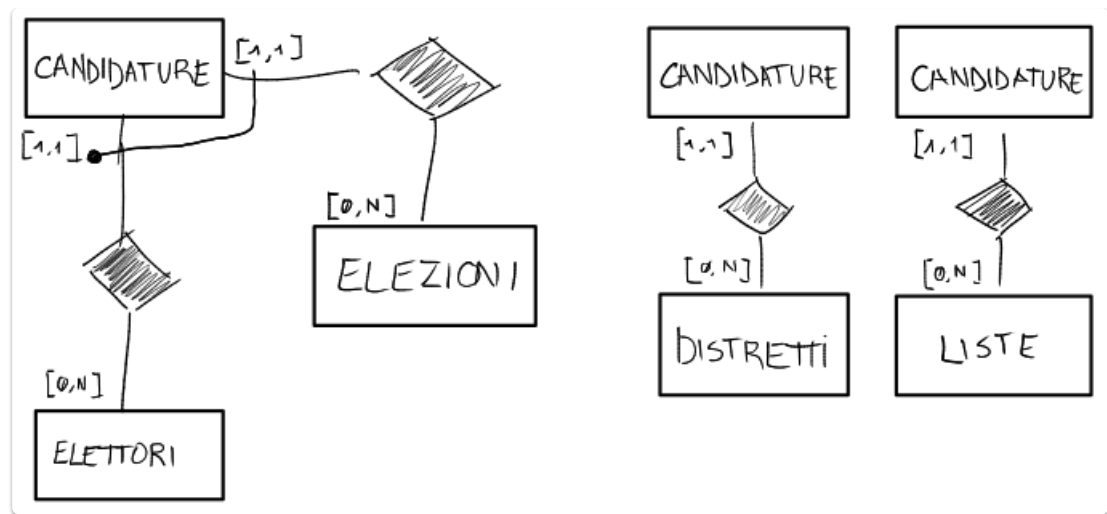 CANDIDATURE
[1,1]
[1,1]
[0,N]
ELEZIONI
[0,N]
ELETTORI
CANDIDATURE
[1,1]
[0,N]
DISTRETTI
CANDIDATURE
[1,1]
[0,N]
LISTE